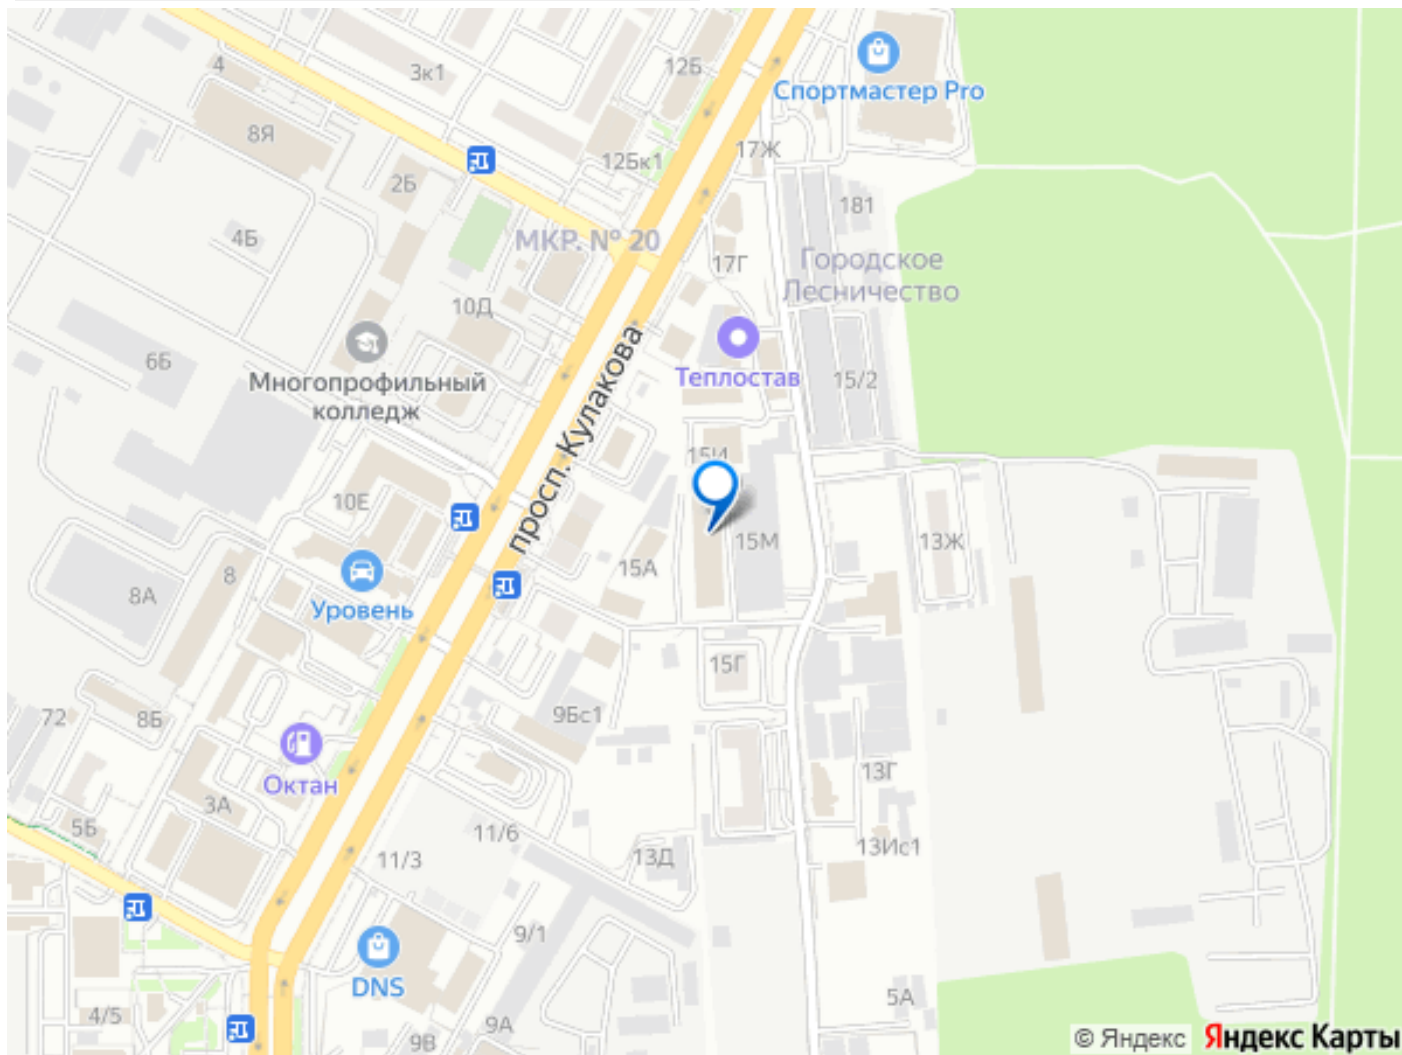 4
3к1
12Б
Спортмастер Pro
8Я
12Бк1
17Ж
2Б
181
4Б
МКР. № 20
17Г
Городское
Лесничество
10Д
просп. Кулакова
6Б
Многопрофильный
колледж
Теплостав
15/2
15И
10Е
15М
13Ж
15А
8
8А
Уровень
15Г
72
8Б
9Бс1
Октан
3А
13Г
5Б
11/6
11/3
13Д
13Ис1
9/1
DNS
4/5
9А
9В
5А
© Яндекс Яндекс Карты